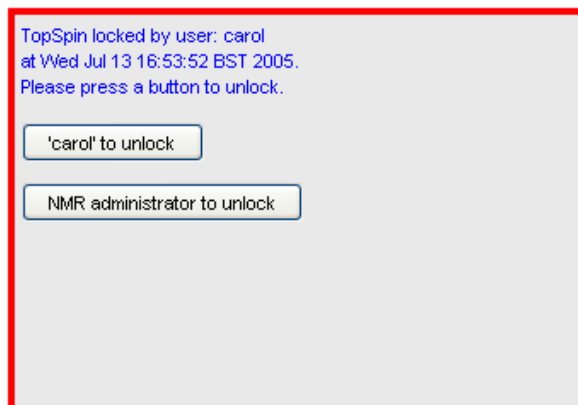 TopSpin locked by user: carol
at Wed Jul 13 16:53:52 BST 2005.
Please press a button to unlock.
'carol' to unlock
NMR administrator to unlock